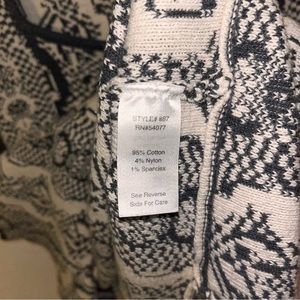 STYLE# 887
RN#54077
95% Cotton
4% Nylon
1% Spandex
See Reverse
Side For Care